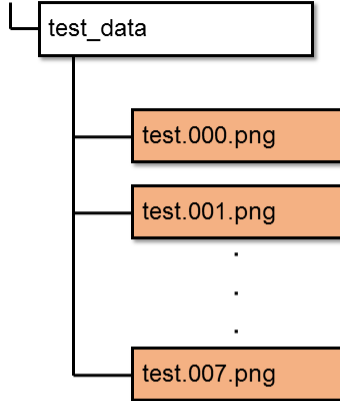 test_data
test.000.png
test.001.png
.
.
.
test.007.png